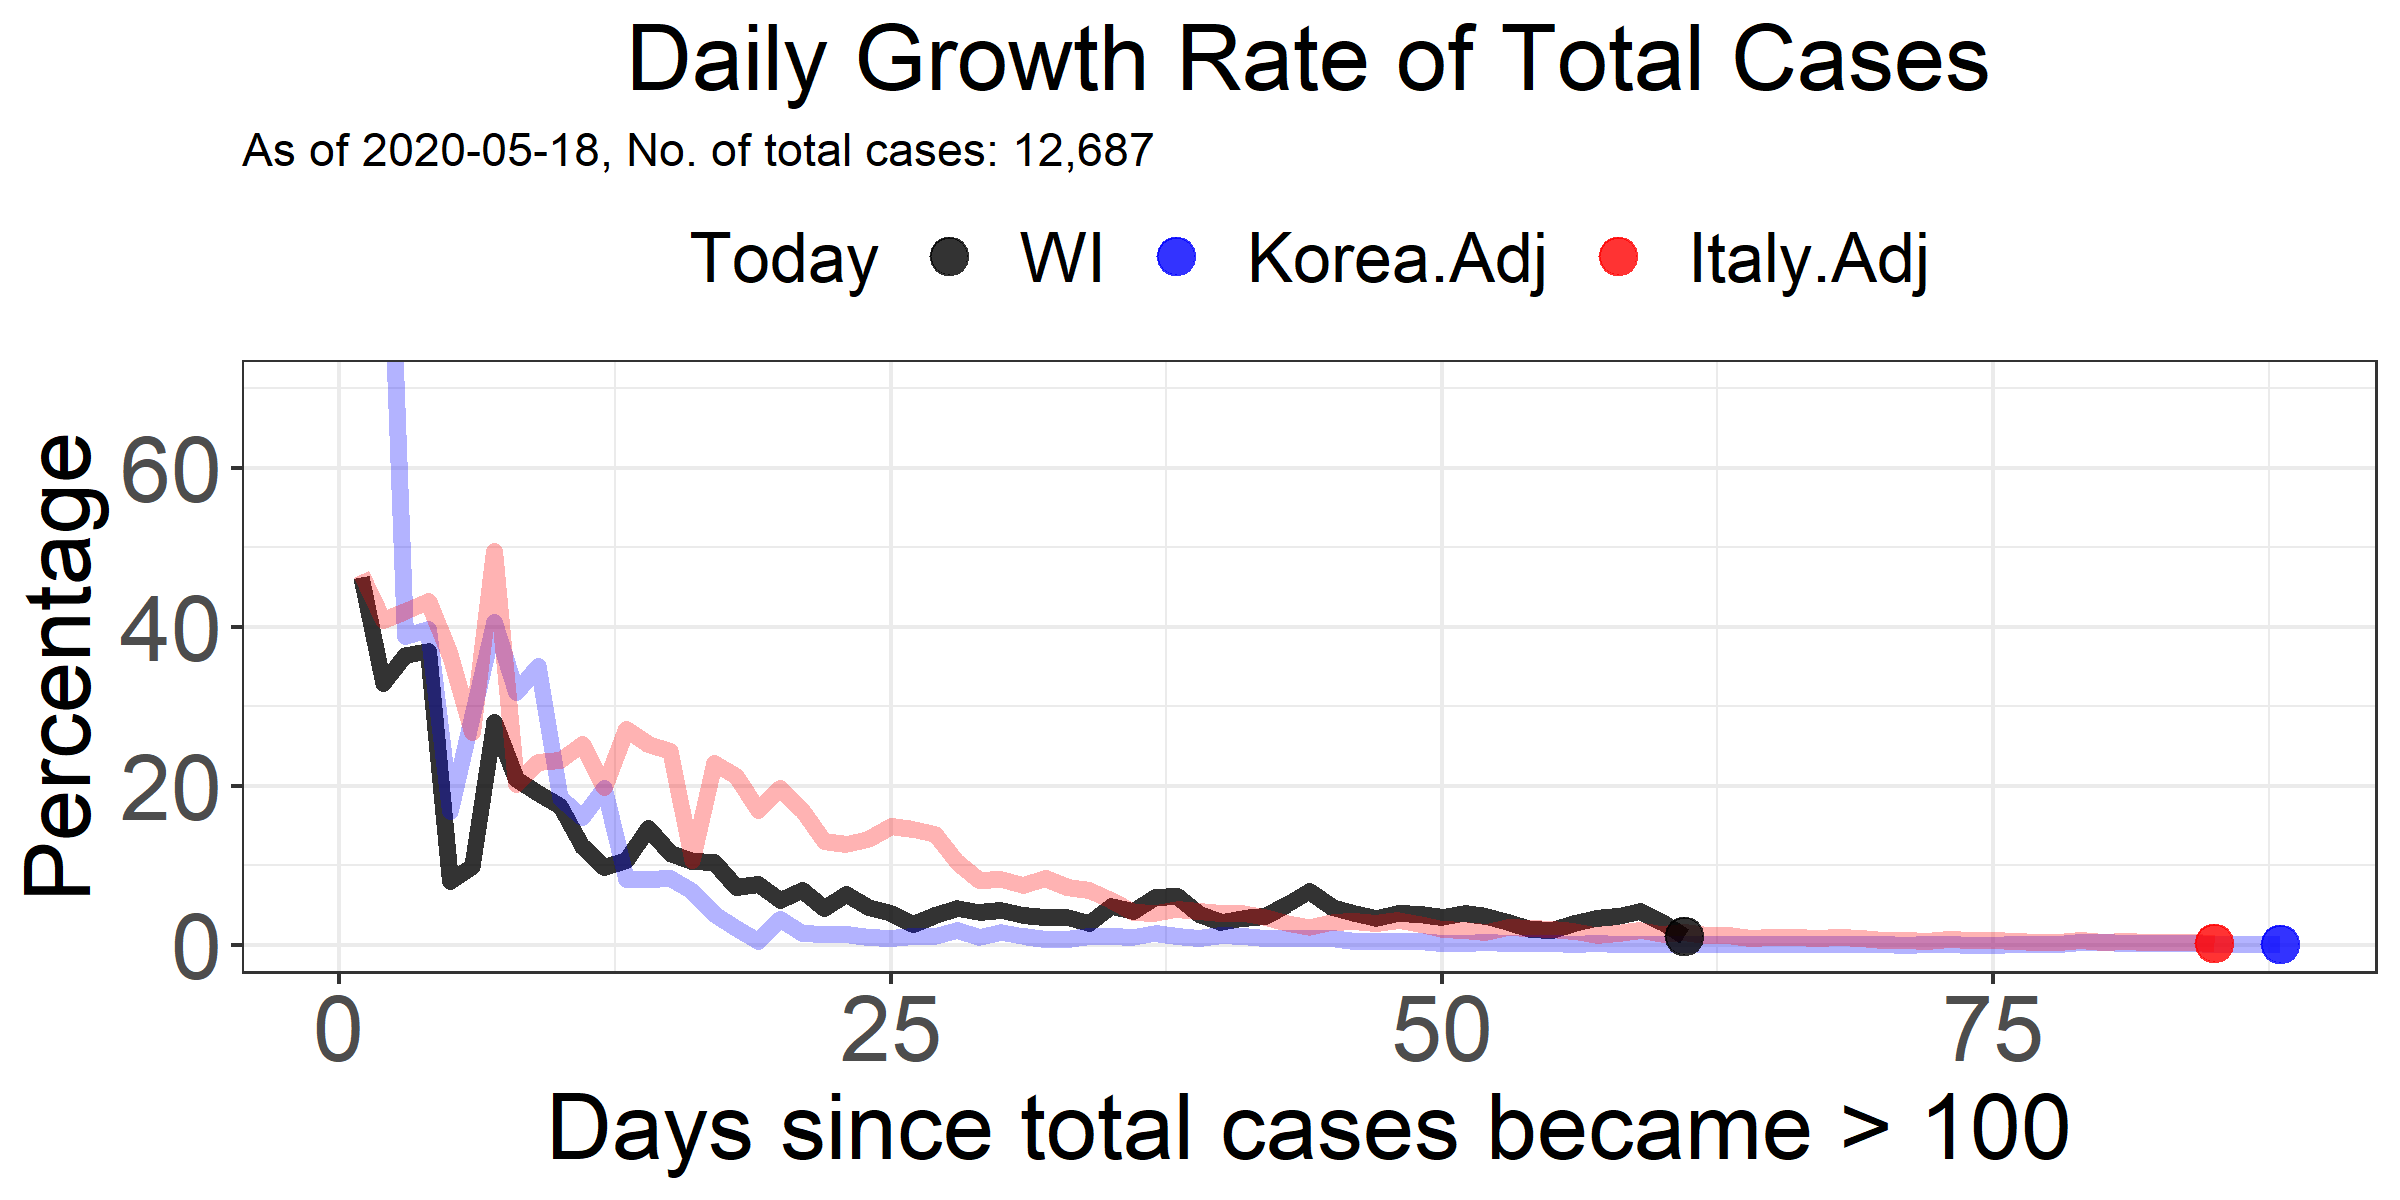 Daily Growth Rate of Total Cases
As of 2020-05-18, No. of total cases: 12,687
Today WI Korea.Adj Italy.Adj
Percentage
60
40
20
0
0 25 50 75
Days since total cases became > 100